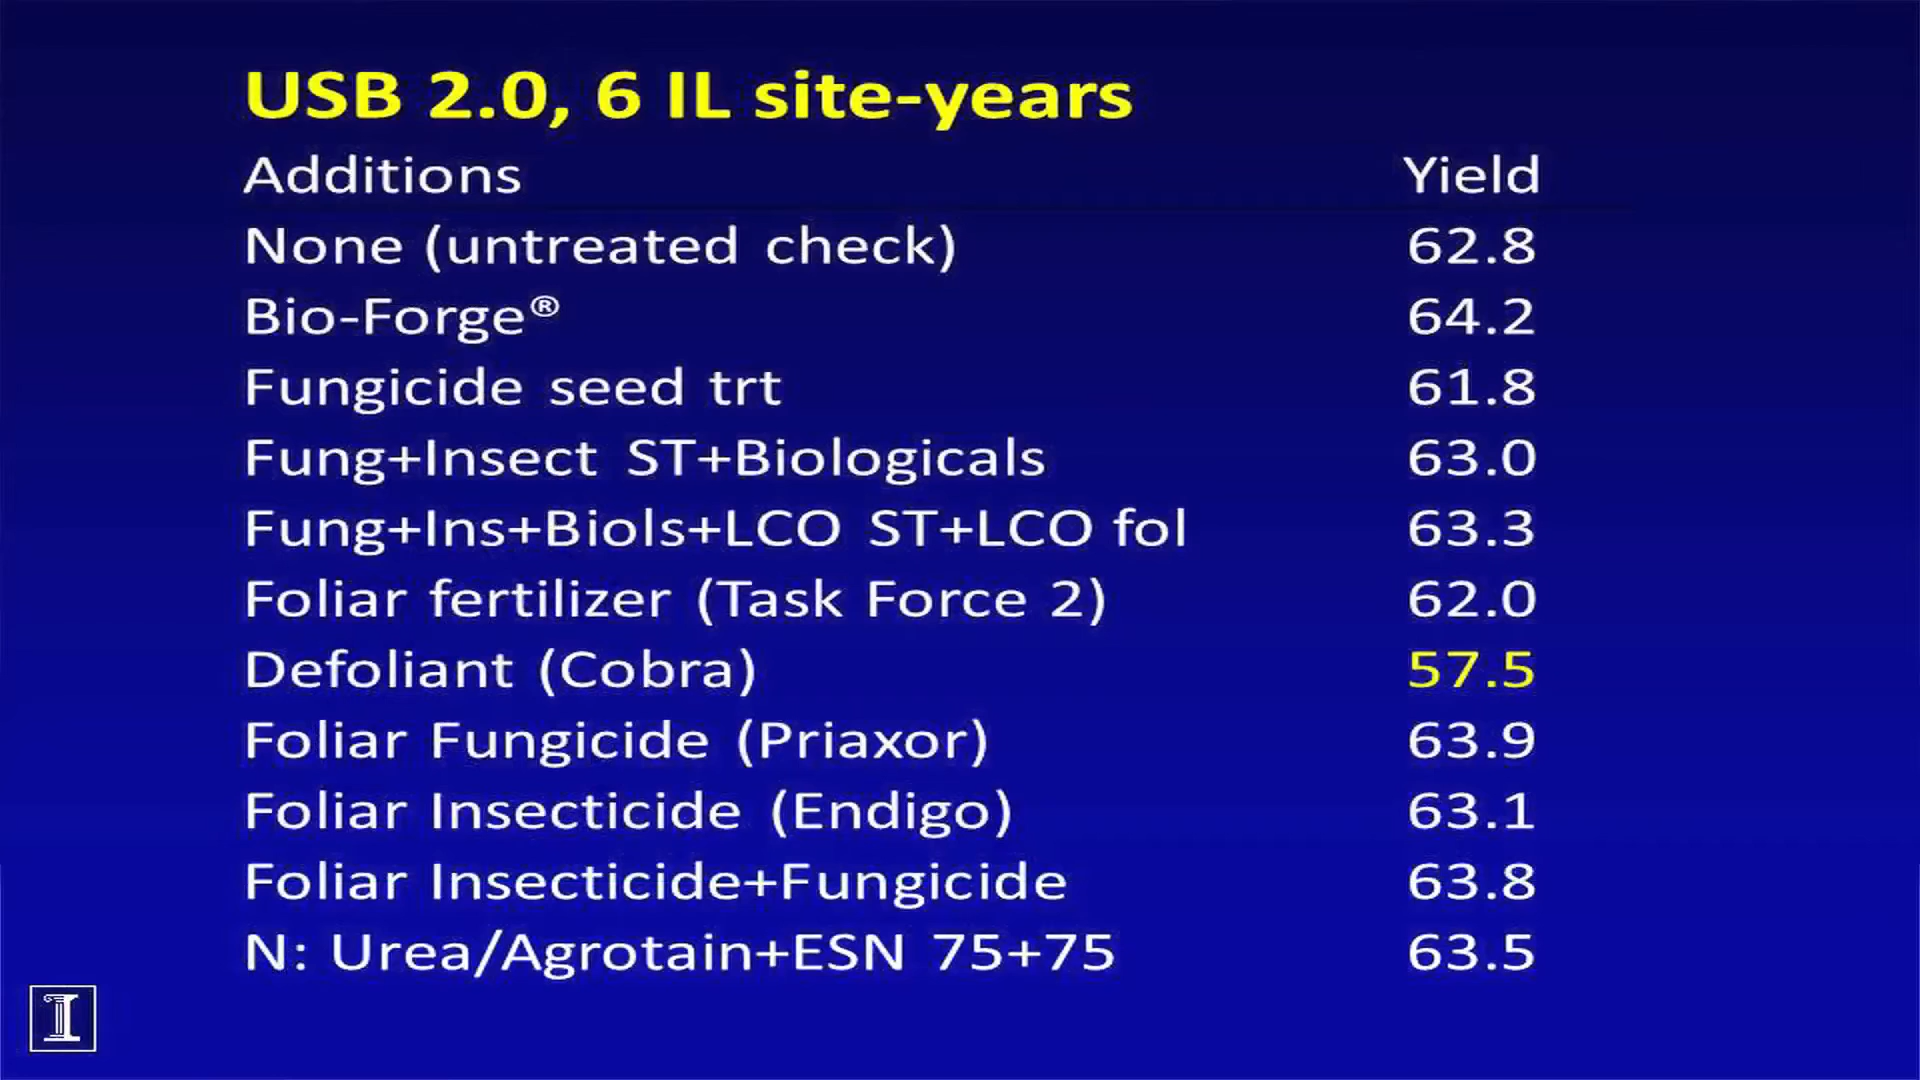 USB 2.0, 6 IL site-years
Additions Yield
None (untreated check) 62.8
Bio-Forge® 64.2
Fungicide seed trt 61.8
Fung+Insect ST+Biologicals 63.0
Fung+Ins+Biols+LCO ST+LCO fol 63.3
Foliar fertilizer (Task Force 2) 62.0
Defoliant (Cobra) 57.5
Foliar Fungicide (Priaxor) 63.9
Foliar Insecticide (Endigo) 63.1
Foliar Insecticide+Fungicide 63.8
N: Urea/Agrotain+ESN 75+75 63.5
I